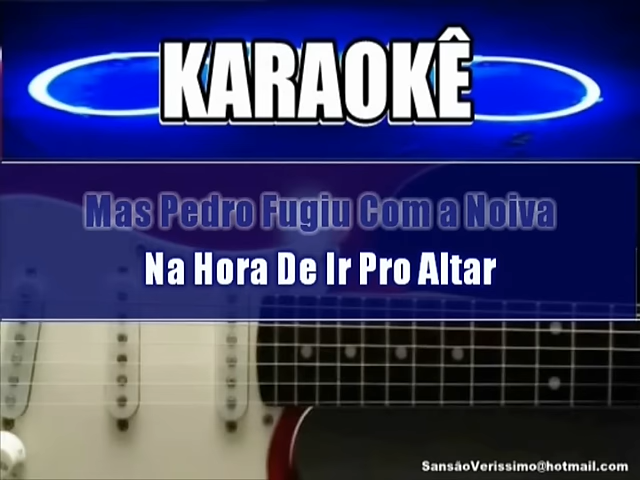 KARAOKÊ
Mas Pedro Fugiu Com a Noiva
Na Hora De Ir Pro Altar
SansãoVerissimo@hotmail.com